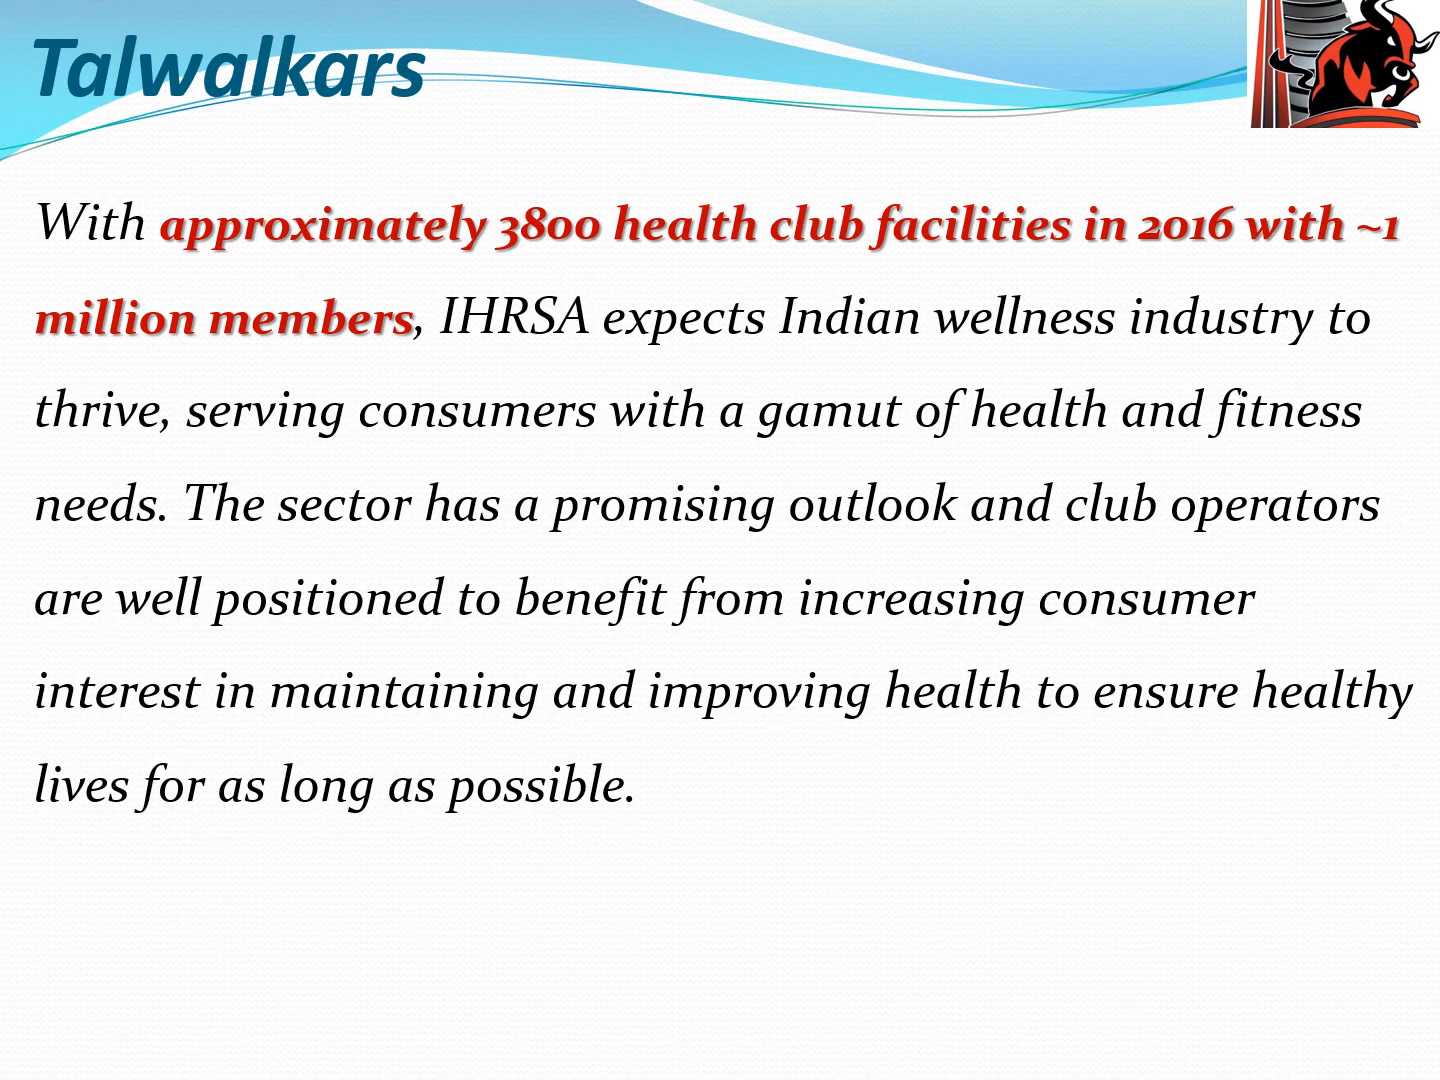 Talwalkars
With approximately 3800 health club facilities in 2016 with ~1
million members, IHRSA expects Indian wellness industry to
thrive, serving consumers with a gamut of health and fitness
needs. The sector has a promising outlook and club operators
are well positioned to benefit from increasing consumer
interest in maintaining and improving health to ensure healthy
lives for as long as possible.